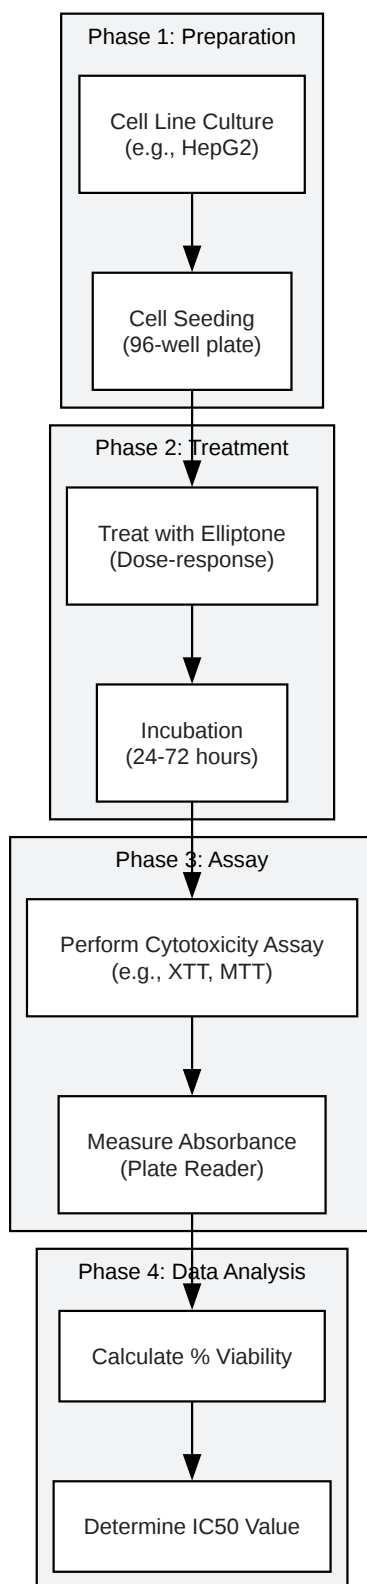 Phase 1: Preparation
Cell Line Culture
(e.g., HepG2)
Cell Seeding
(96-well plate)
Phase 2: Treatment
Treat with Elliptone
(Dose-response)
Incubation
(24-72 hours)
Phase 3: Assay
Perform Cytotoxicity Assay
(e.g., XTT, MTT)
Measure Absorbance
(Plate Reader)
Phase 4: Data Analysis
Calculate % Viability
Determine IC50 Value